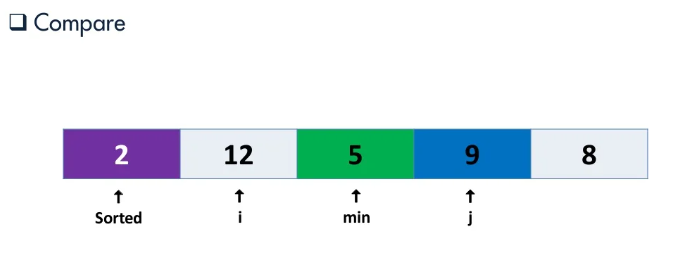 Compare
2 12 5 9 8
↑ ↑ ↑ ↑
Sorted i min j